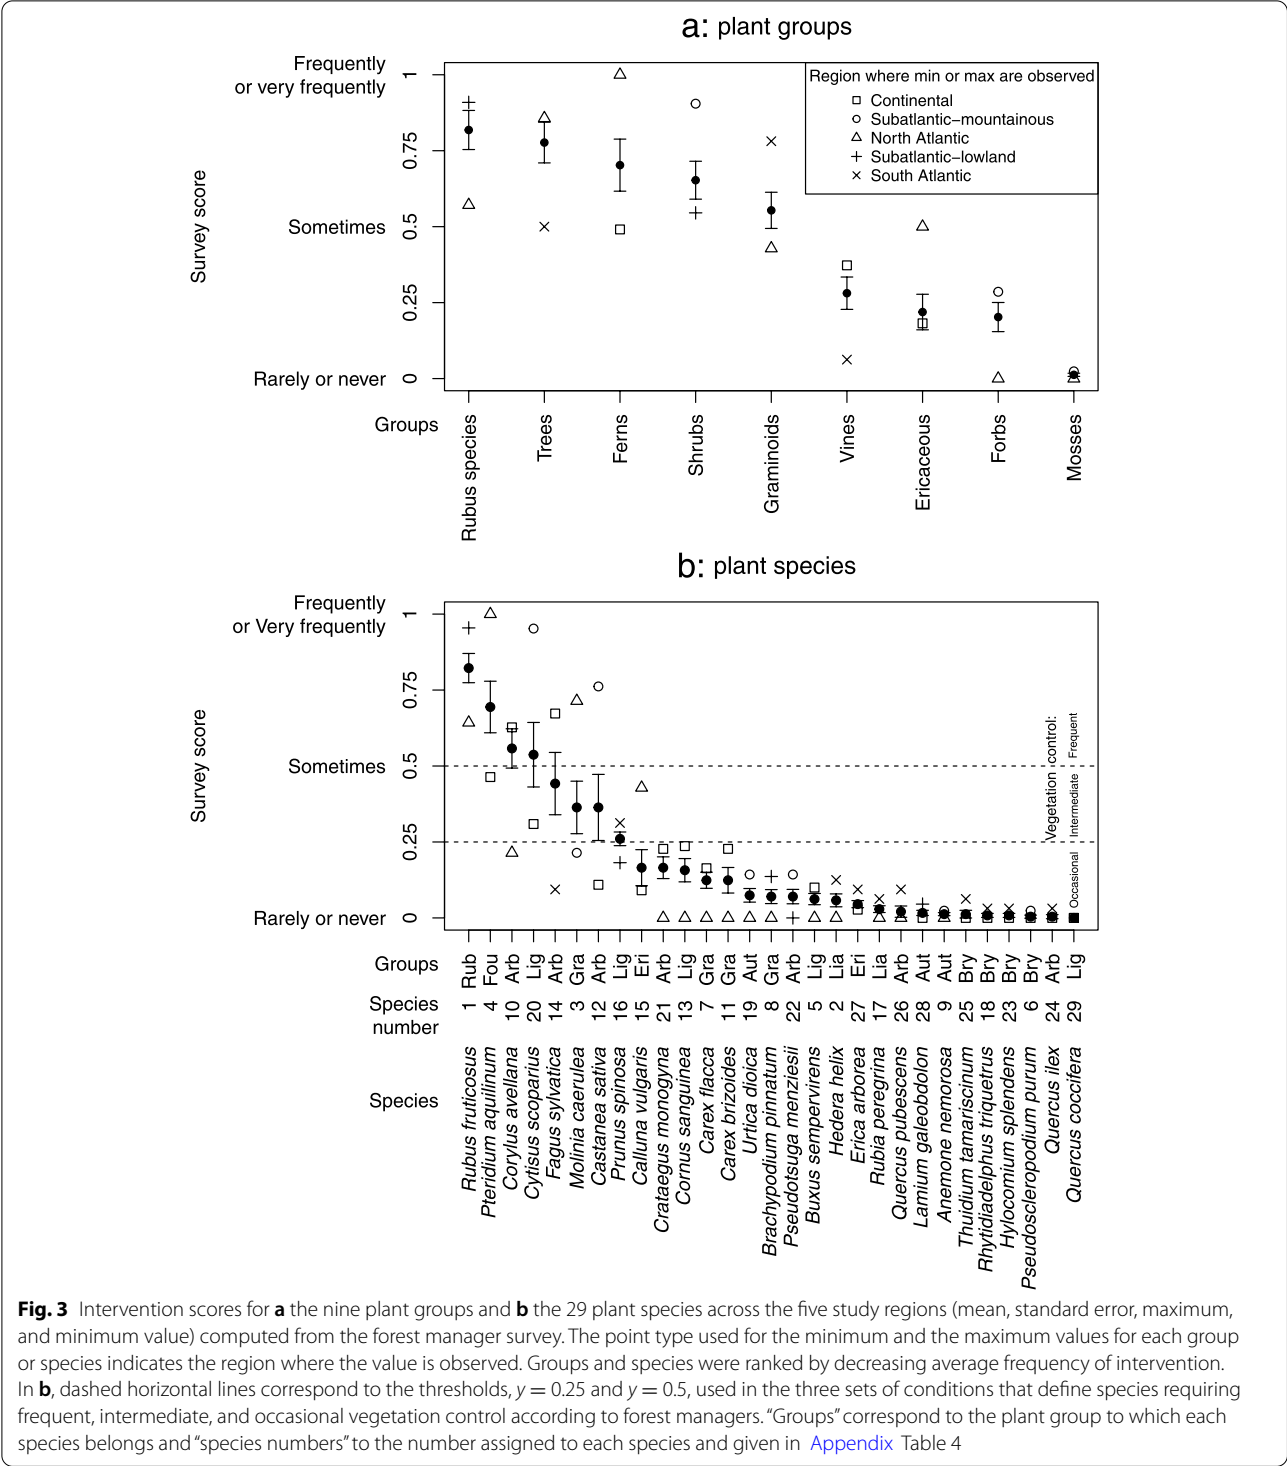 a: plant groups
Frequently
or very frequently
Sometimes
Rarely or never
Survey score
1
0.75
0.5
0.25
0
Region where min or max are observed
Continental
Subatlantic−mountainous
North Atlantic
Subatlantic−lowland
South Atlantic
Groups
Rubus species
Trees
Ferns
Shrubs
Graminoids
Vines
Ericaceous
Forbs
Mosses
b: plant species
Frequently
or Very frequently
Sometimes
Rarely or never
Survey score
1
0.75
0.5
0.25
0
Vegetation control:
Occasional Intermediate Frequent
Groups
Rub Fou Arb Lig Arb Gra Arb Lig Eri Arb Lig Gra Gra Aut Gra Arb Lig Lia Eri Lia Arb Aut Aut Bry Bry Bry Bry Arb Lig
Species
number
1 4 10 20 14 3 12 16 15 21 13 7 11 19 8 22 5 2 27 17 26 28 9 25 18 23 6 24 29
Species
Rubus fruticosus
Pteridium aquilinum
Corylus avellana
Cytisus scoparius
Fagus sylvatica
Molinia caerulea
Castanea sativa
Prunus spinosa
Calluna vulgaris
Crataegus monogyna
Cornus sanguinea
Carex flacca
Carex brizoides
Urtica dioica
Brachypodium pinnatum
Pseudotsuga menziesii
Buxus sempervirens
Hedera helix
Erica arborea
Rubia peregrina
Quercus pubescens
Lamium galeobdolon
Anemone nemorosa
Thuidium tamariscinum
Rhytidiadelphus triquetrus
Hylocomium splendens
Pseudoscleropodium purum
Quercus ilex
Quercus coccifera
Fig. 3 Intervention scores for a the nine plant groups and b the 29 plant species across the five study regions (mean, standard error, maximum,
and minimum value) computed from the forest manager survey. The point type used for the minimum and the maximum values for each group
or species indicates the region where the value is observed. Groups and species were ranked by decreasing average frequency of intervention.
In b, dashed horizontal lines correspond to the thresholds, y = 0.25 and y = 0.5, used in the three sets of conditions that define species requiring
frequent, intermediate, and occasional vegetation control according to forest managers. “Groups” correspond to the plant group to which each
species belongs and “species numbers” to the number assigned to each species and given in Appendix Table 4